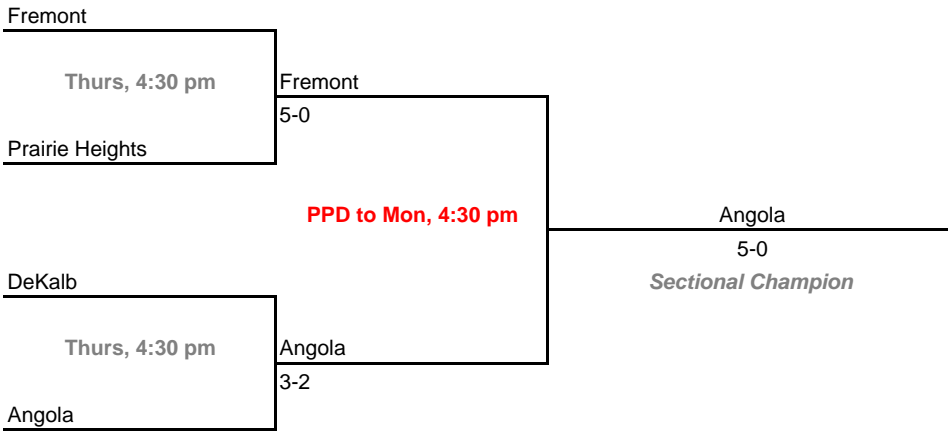 Fremont
Thurs, 4:30 pm
Fremont
5-0
Prairie Heights
PPD to Mon, 4:30 pm
Angola
5-0
Sectional Champion
DeKalb
Thurs, 4:30 pm
Angola
3-2
Angola